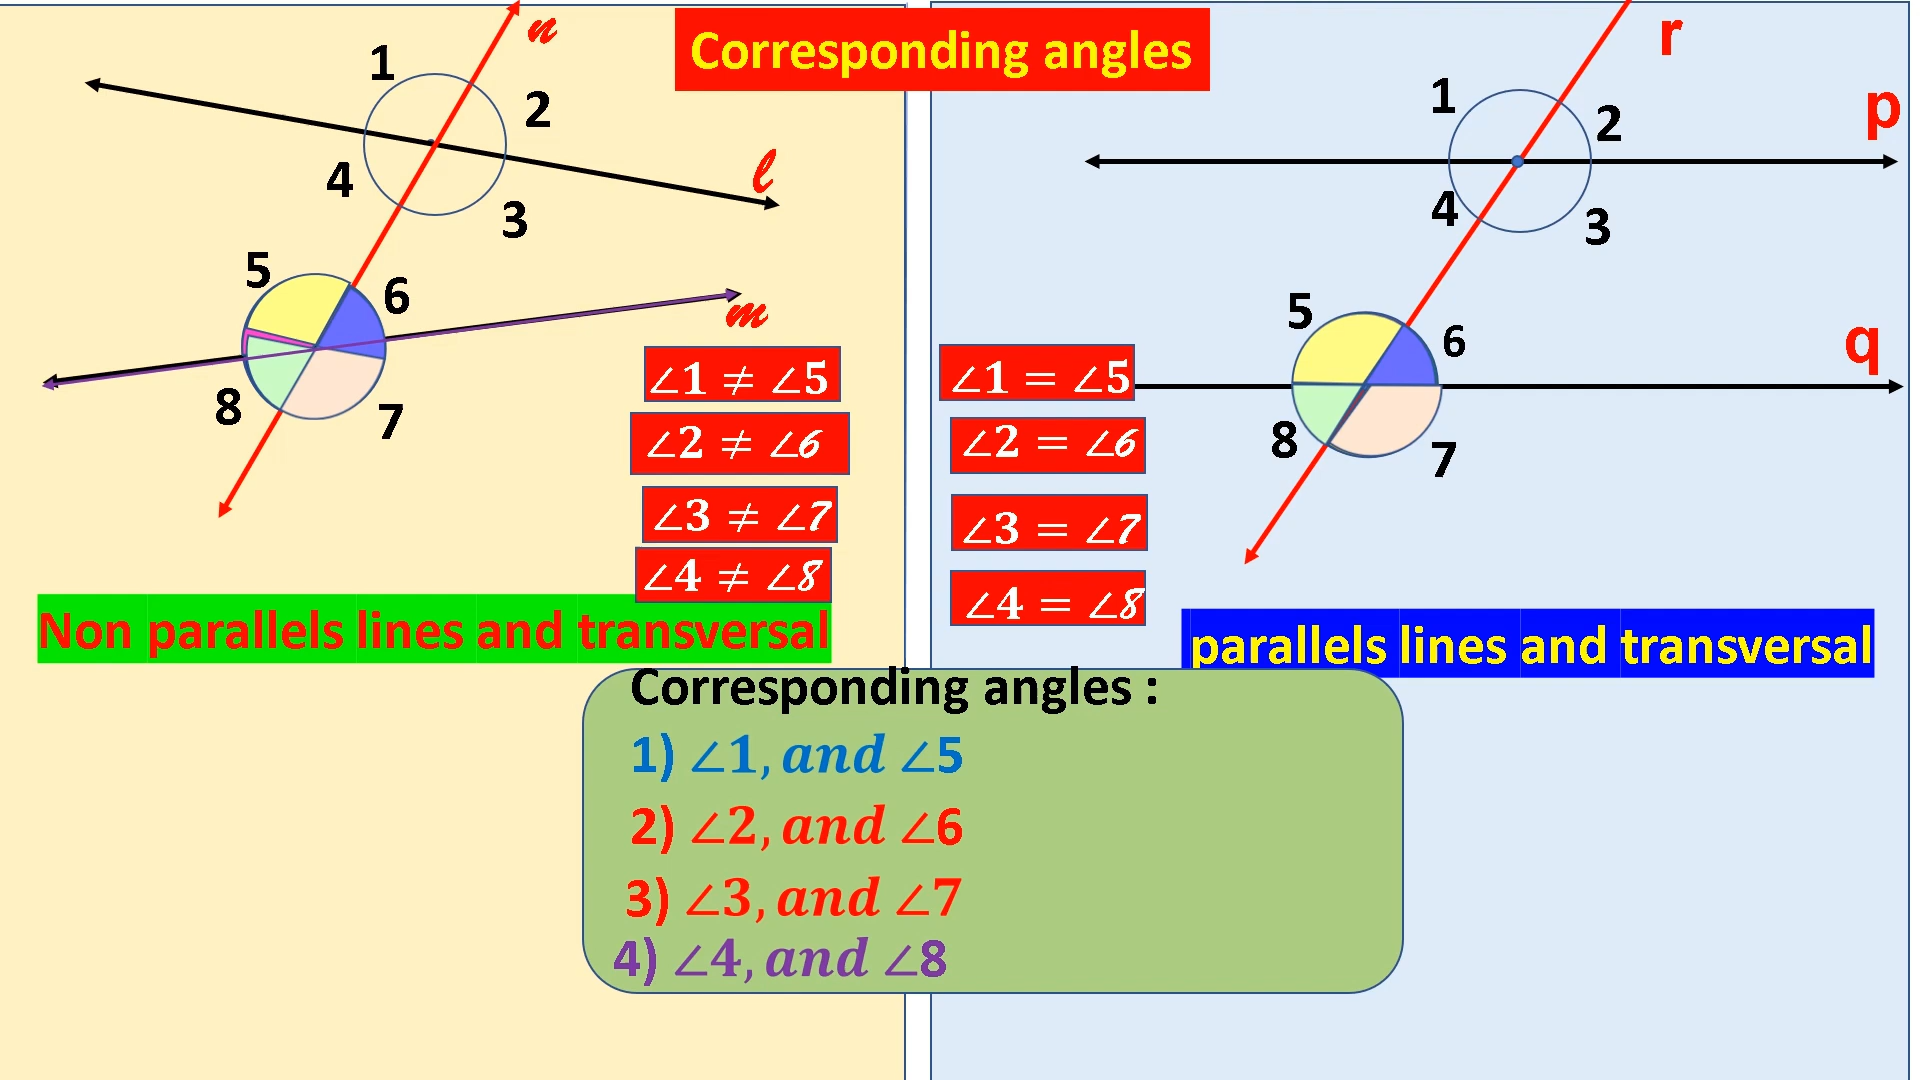 Corresponding angles
n
1
2
l
4
3
5
6
m
8
7
∠1 ≠ ∠5
∠2 ≠ ∠6
∠3 ≠ ∠7
∠4 ≠ ∠8
Non parallels lines and transversal
r
1
2
p
4
3
5
6
q
8
7
∠1 = ∠5
∠2 = ∠6
∠3 = ∠7
∠4 = ∠8
parallels lines and transversal
Corresponding angles :
1) ∠1, and ∠5
2) ∠2, and ∠6
3) ∠3, and ∠7
4) ∠4, and ∠8